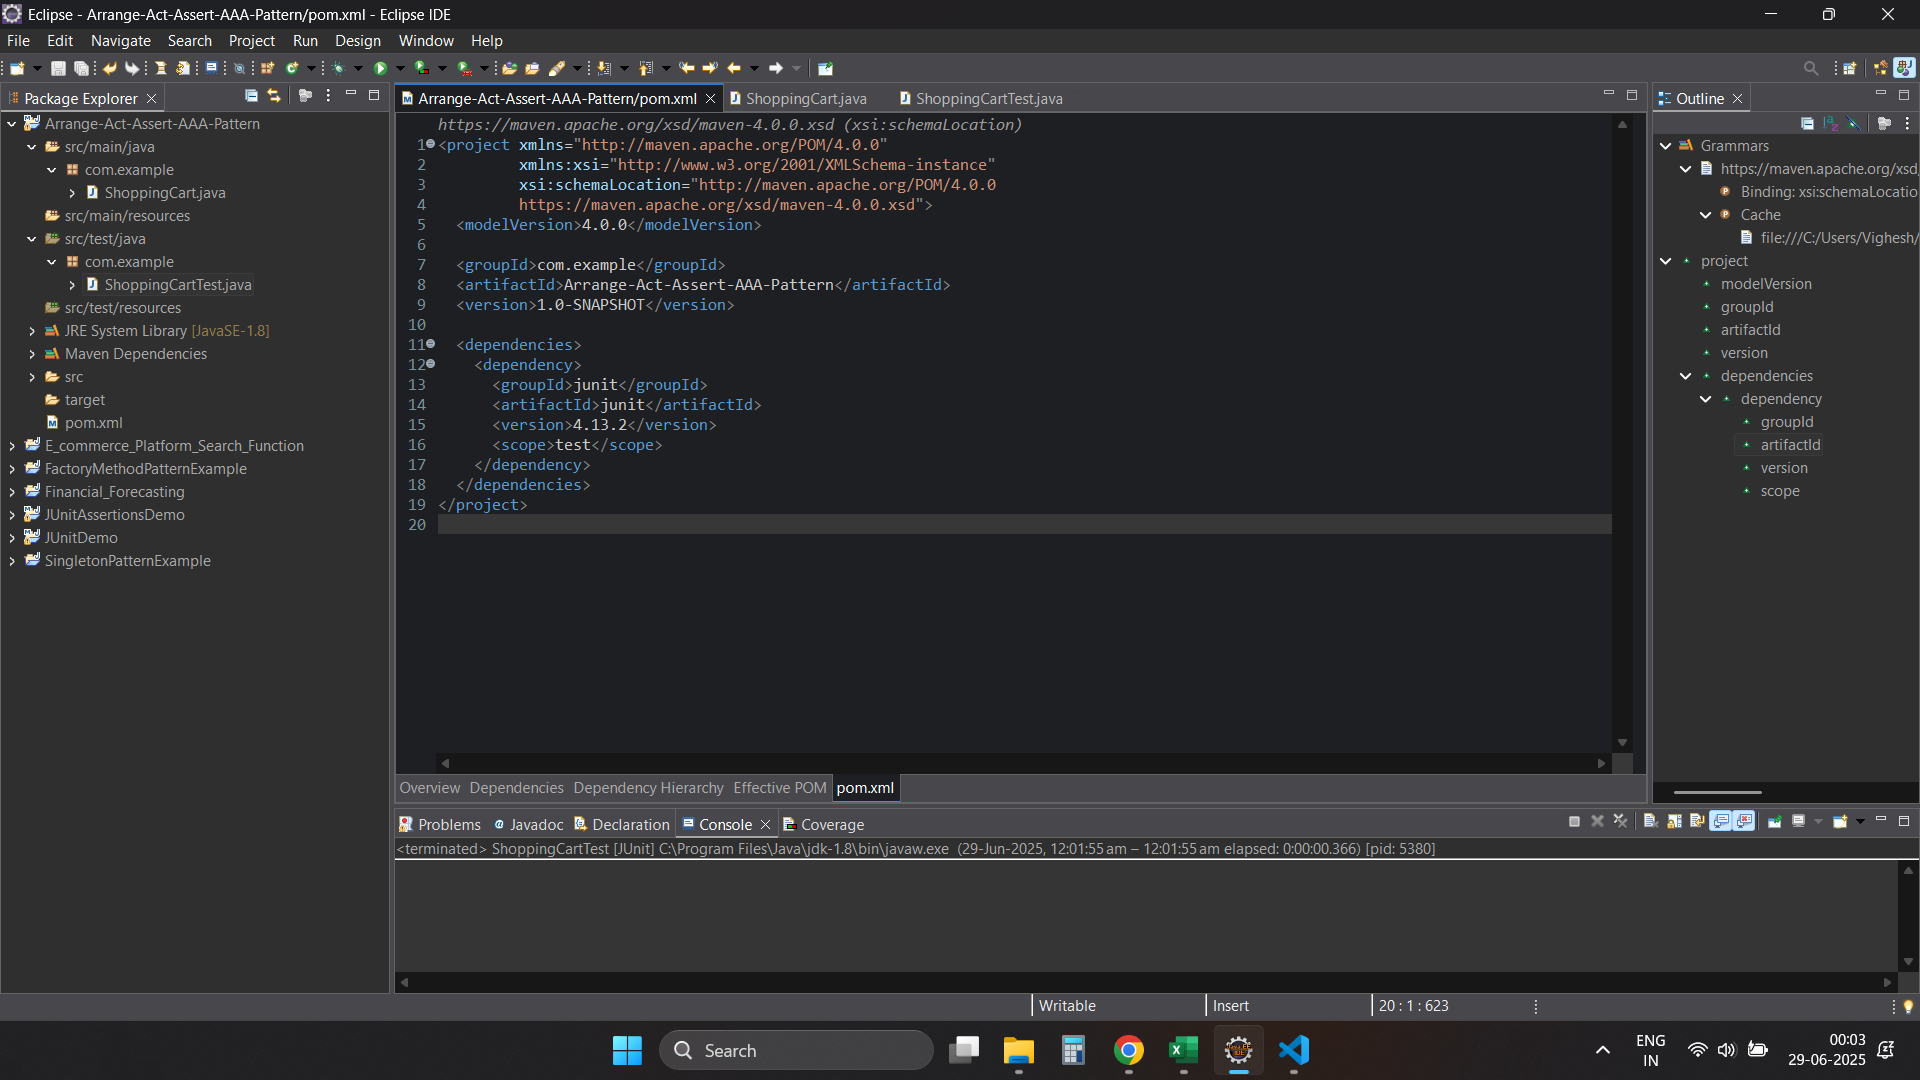 Eclipse - Arrange-Act-Assert-AAA-Pattern/pom.xml - Eclipse IDE
File Edit Navigate Search Project Run Design Window Help
Package Explorer
Arrange-Act-Assert-AAA-Pattern
src/main/java
com.example
ShoppingCart.java
src/main/resources
src/test/java
com.example
ShoppingCartTest.java
src/test/resources
JRE System Library [JavaSE-1.8]
Maven Dependencies
src
target
pom.xml
E_commerce_Platform_Search_Function
FactoryMethodPatternExample
Financial_Forecasting
JUnitAssertionsDemo
JUnitDemo
SingletonPatternExample
Arrange-Act-Assert-AAA-Pattern/pom.xml ShoppingCart.java ShoppingCartTest.java
https://maven.apache.org/xsd/maven-4.0.0.xsd (xsi:schemaLocation)
1 <project xmlns="http://maven.apache.org/POM/4.0.0"
2 xmlns:xsi="http://www.w3.org/2001/XMLSchema-instance"
3 xsi:schemaLocation="http://maven.apache.org/POM/4.0.0
4 https://maven.apache.org/xsd/maven-4.0.0.xsd">
5 <modelVersion>4.0.0</modelVersion>
6
7 <groupId>com.example</groupId>
8 <artifactId>Arrange-Act-Assert-AAA-Pattern</artifactId>
9 <version>1.0-SNAPSHOT</version>
10
11 <dependencies>
12 <dependency>
13 <groupId>junit</groupId>
14 <artifactId>junit</artifactId>
15 <version>4.13.2</version>
16 <scope>test</scope>
17 </dependency>
18 </dependencies>
19 </project>
20
Overview Dependencies Dependency Hierarchy Effective POM pom.xml
Outline
Grammars
https://maven.apache.org/xsd
Binding: xsi:schemaLocatio
Cache
file:///C:/Users/Vighesh/
project
modelVersion
groupId
artifactId
version
dependencies
dependency
groupId
artifactId
version
scope
Problems Javadoc Declaration Console Coverage
<terminated> ShoppingCartTest [JUnit] C:\Program Files\Java\jdk-1.8\bin\javaw.exe (29-Jun-2025, 12:01:55 am – 12:01:55 am elapsed: 0:00:00.366) [pid: 5380]
Writable Insert 20 : 1 : 623
Search
ENG
IN
00:03
29-06-2025